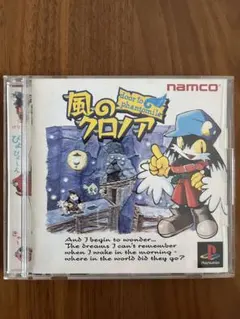 namco
風のクロノア
door to phantomile
And I begin to wonder...
The dreams I can't remember
when I wake in the morning -
where in the world did they go?
PlayStation